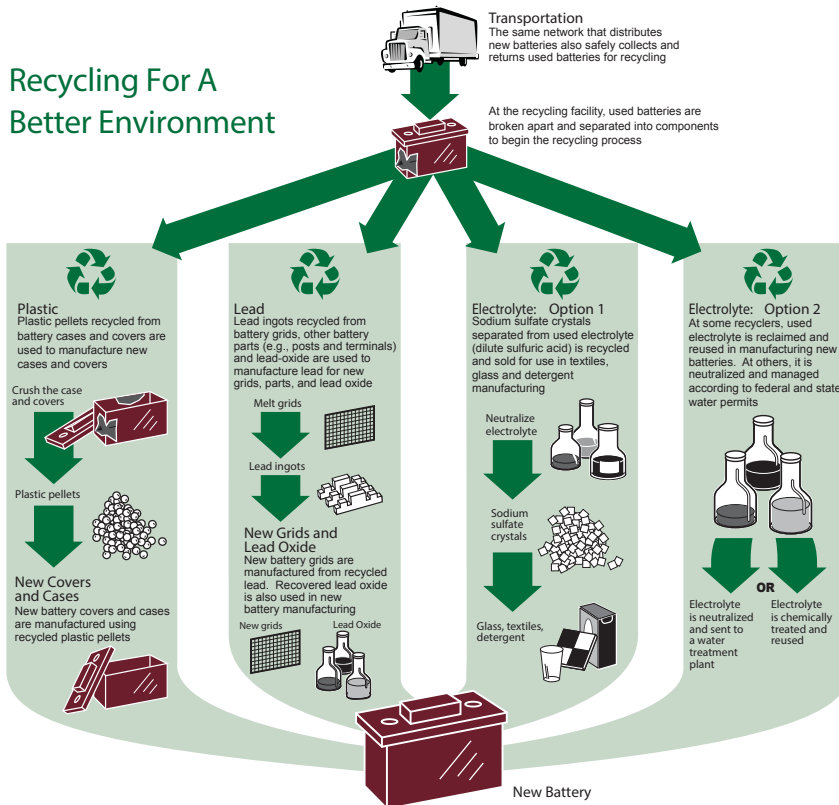 Transportation
The same network that distributes
new batteries also safely collects and
returns used batteries for recycling
Recycling For A
Better Environment
At the recycling facility, used batteries are
broken apart and separated into components
to begin the recycling process
Plastic
Plastic pellets recycled from
battery cases and covers are
used to manufacture new
cases and covers
Crush the case
and covers
Plastic pellets
New Covers
and Cases
New battery covers and cases
are manufactured using
recycled plastic pellets
Lead
Lead ingots recycled from
battery grids, other battery
parts (e.g., posts and terminals)
and lead-oxide are used to
manufacture lead for new
grids, parts, and lead oxide
Melt grids
Lead ingots
New Grids and
Lead Oxide
New battery grids are
manufactured from recycled
lead. Recovered lead oxide
is also used in new
battery manufacturing
New grids
Lead Oxide
Electrolyte: Option 1
Sodium sulfate crystals
separated from used electrolyte
(dilute sulfuric acid) is recycled
and sold for use in textiles,
glass and detergent
manufacturing
Neutralize
electrolyte
Sodium
sulfate
crystals
Glass, textiles,
detergent
Electrolyte: Option 2
At some recyclers, used
electrolyte is reclaimed and
reused in manufacturing new
batteries. At others, it is
neutralized and managed
according to federal and state
water permits
OR
Electrolyte
is neutralized
and sent to
a water
treatment
plant
Electrolyte
is chemically
treated and
reused
New Battery